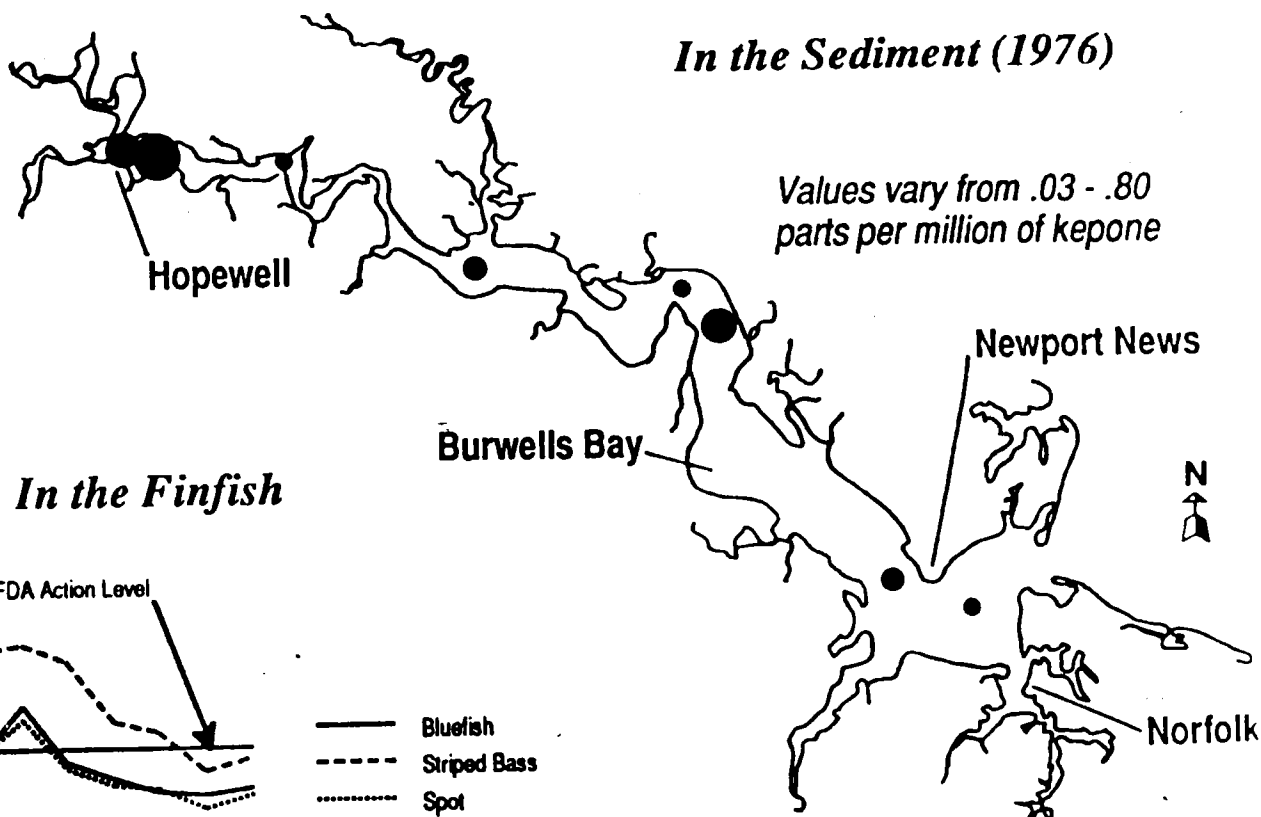 In the Sediment (1976)
Values vary from .03 - .80
parts per million of kepone
Hopewell
Newport News
Burwells Bay
N
In the Finfish
FDA Action Level
Bluefish
Striped Bass
Spot
Norfolk